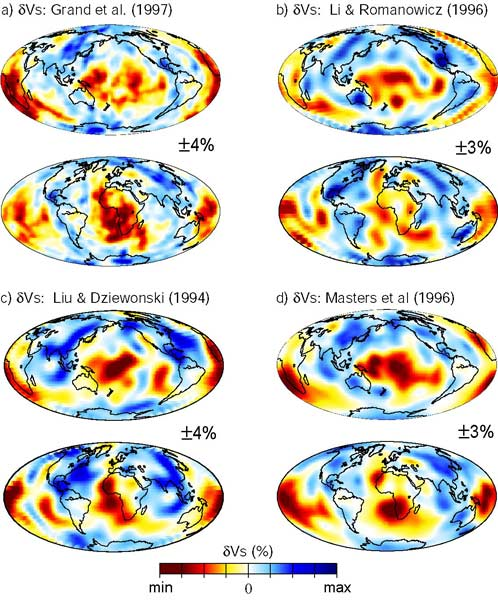 a) δVs: Grand et al. (1997)
b) δVs: Li & Romanowicz (1996)
±4%
±3%
c) δVs: Liu & Dziewonski (1994)
d) δVs: Masters et al (1996)
±4%
±3%
δVs (%)
min 0 max